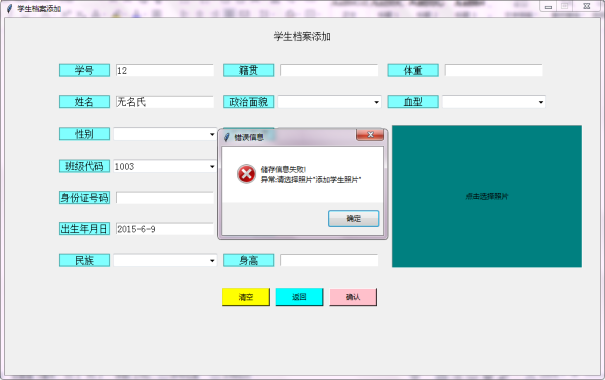 学生档案添加
学生档案添加
学号 12 籍贯 体重
姓名 无名氏 政治面貌 血型
性别
错误信息
储存信息失败!
异常:请选择照片"添加学生照片"
确定
班级代码 1003
点击选择照片
身份证号码
出生年月日 2015-6-9
民族 身高
清空 返回 确认